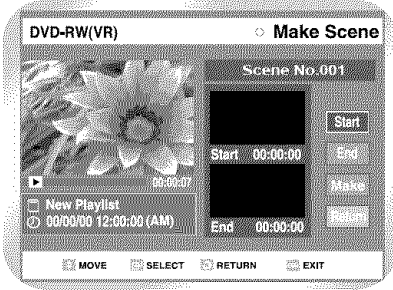 DVD-RW(VR)
Make Scene
Scene No.001
Start 00:00:00
Start
End
00:00:07
Make
New Playlist
00/00/00 12:00:00 (AM)
End 00:00:00
Return
MOVE SELECT RETURN EXIT